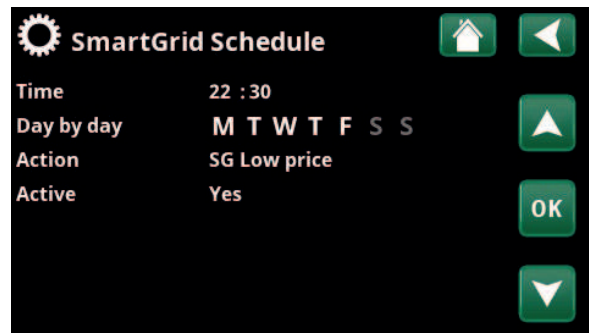 SmartGrid Schedule
Time 22 :30
Day by day M T W T F S S
Action SG Low price
Active Yes
OK